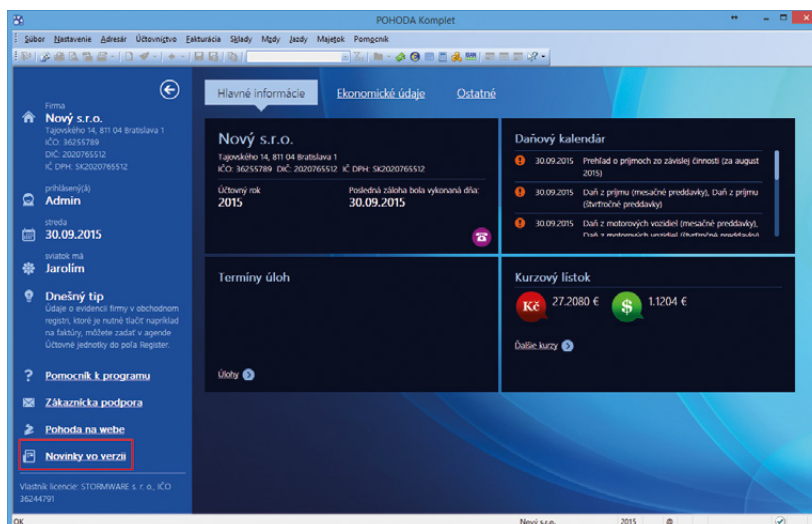 POHODA Komplet
Súbor Nastavenie Adresár Účtovníctvo Fakturácia Sklady Mzdy Jazdy Majetok Pomocník
Firma
Nový s.r.o.
Tajovského 14, 811 04 Bratislava 1
IČO: 36255789
DIČ: 2020765512
IČ DPH: SK2020765512
prihlásený(á)
Admin
streda
30.09.2015
sviatok má
Jarolím
Dnešný tip
Údaje o evidencii firmy v obchodnom
registri, ktoré je nutné tlačiť napríklad
na faktúry, môžete zadať v agende
Účtovné jednotky do poľa Register.
Pomocník k programu
Zákaznícka podpora
Pohoda na webe
Novinky vo verzii
Vlastník licencie: STORMWARE s. r. o., IČO
36244791
Hlavné informácie Ekonomické údaje Ostatné
Nový s.r.o.
Tajovského 14, 811 04 Bratislava 1
IČO: 36255789 DIČ: 2020765512 IČ DPH: SK2020765512
Účtovný rok Posledná záloha bola vykonaná dňa:
2015 30.09.2015
Daňový kalendár
30.09.2015 Prehľad o príjmoch zo závislej činnosti (za august
2015)
30.09.2015 Daň z príjmu (mesačné preddavky), Daň z príjmu
(štvrťročné preddavky)
30.09.2015 Daň z motorových vozidiel (mesačné preddavky),
Daň z motorových vozidiel (štvrťročné preddavky)
Termíny úloh
Úlohy
Kurzový lístok
Kč 27.2080 € $ 1.1204 €
Ďalšie kurzy
OK Nový s.r.o. 2015